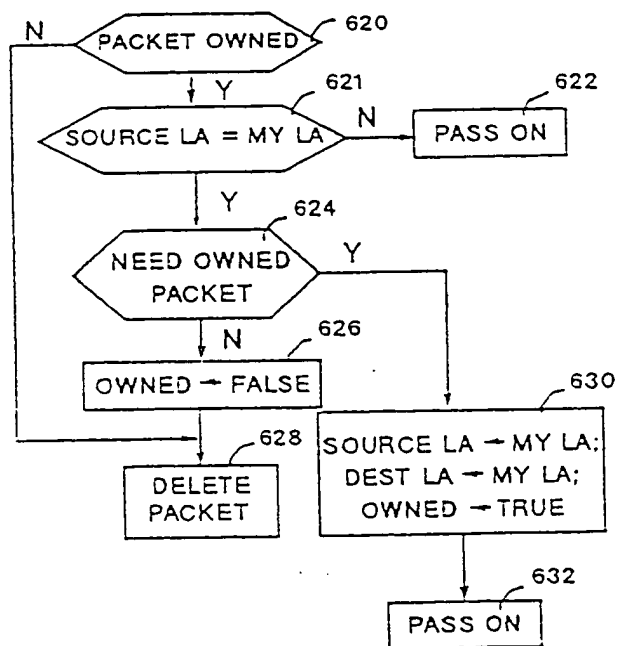 N
PACKET OWNED
620
Y
621
622
SOURCE LA = MY LA
N
PASS ON
Y
624
NEED OWNED
PACKET
Y
N
626
OWNED ← FALSE
630
628
SOURCE LA ← MY LA;
DEST LA ← MY LA;
OWNED ← TRUE
DELETE
PACKET
632
PASS ON